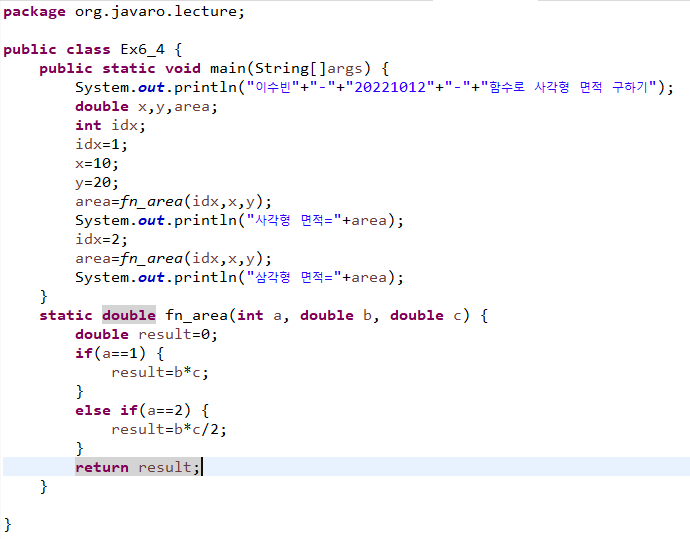 package org.javaro.lecture;
public class Ex6_4 {
public static void main(String[]args) {
System.out.println("이수빈"+"-"+"20221012"+"-"+"함수로 사각형 면적 구하기");
double x,y,area;
int idx;
idx=1;
x=10;
y=20;
area=fn_area(idx,x,y);
System.out.println("사각형 면적="+area);
idx=2;
area=fn_area(idx,x,y);
System.out.println("삼각형 면적="+area);
}
static double fn_area(int a, double b, double c) {
double result=0;
if(a==1) {
result=b*c;
}
else if(a==2) {
result=b*c/2;
}
return result;
}
}